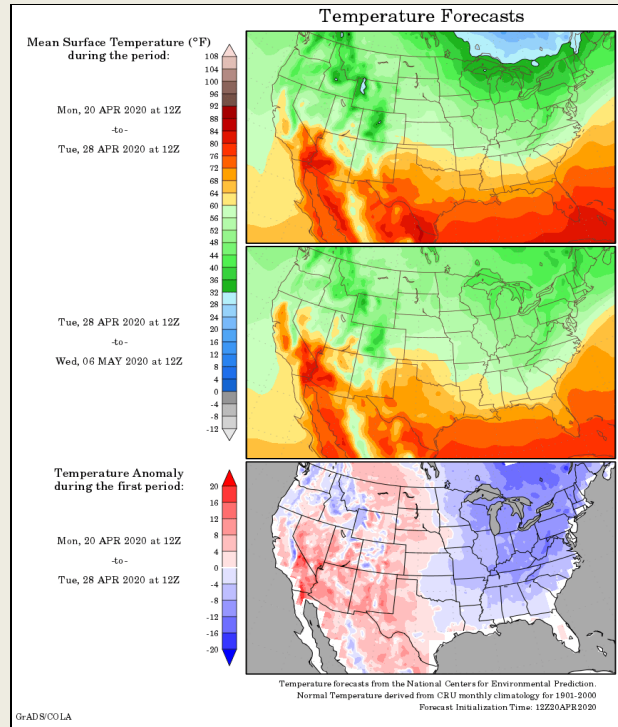 Temperature Forecasts
Mean Surface Temperature (°F)
during the period:
Mon, 20 APR 2020 at 12Z
-to-
Tue, 28 APR 2020 at 12Z
108
104
100
96
92
88
84
80
76
72
68
64
60
56
52
48
44
40
36
32
28
24
20
16
12
8
4
0
-4
-8
-12
Tue, 28 APR 2020 at 12Z
-to-
Wed, 06 MAY 2020 at 12Z
Temperature Anomaly
during the first period:
Mon, 20 APR 2020 at 12Z
-to-
Tue, 28 APR 2020 at 12Z
20
16
12
8
4
0
-4
-8
-12
-16
-20
Temperature forecasts from the National Centers for Environmental Prediction.
Normal Temperature derived from CRU monthly climatology for 1901-2000
Forecast Initialization Time: 12Z20APR2020
GrADS/COLA